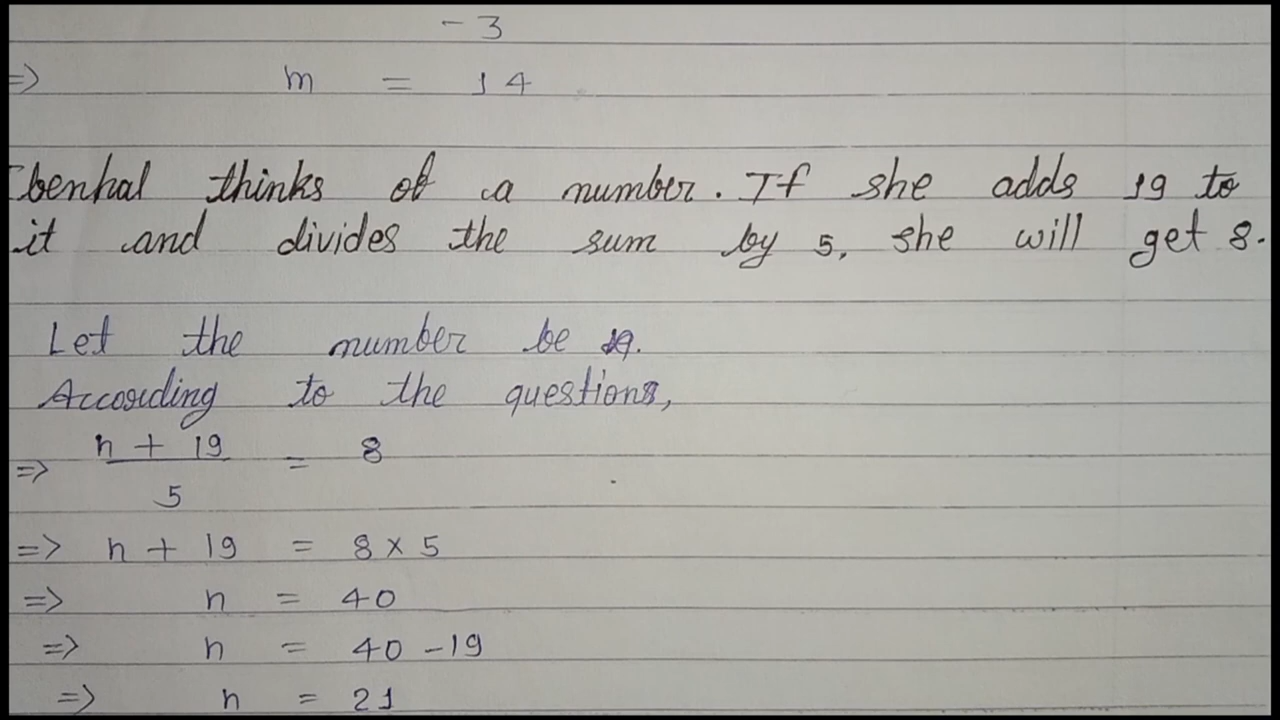 - 3
=> m = 14
Ibenhal thinks of a number. If she adds 19 to
it and divides the sum by 5, she will get 8.
Let the number be
According to the questions,
=> n + 19 / 5 = 8
=> n + 19 = 8 × 5
=> n = 40
=> n = 40 - 19
=> n = 21